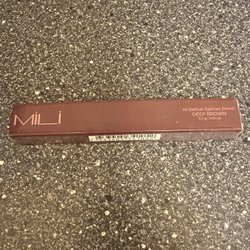 MiLi
Hi-Definer Eyeliner Pencil
DEEP BROWN